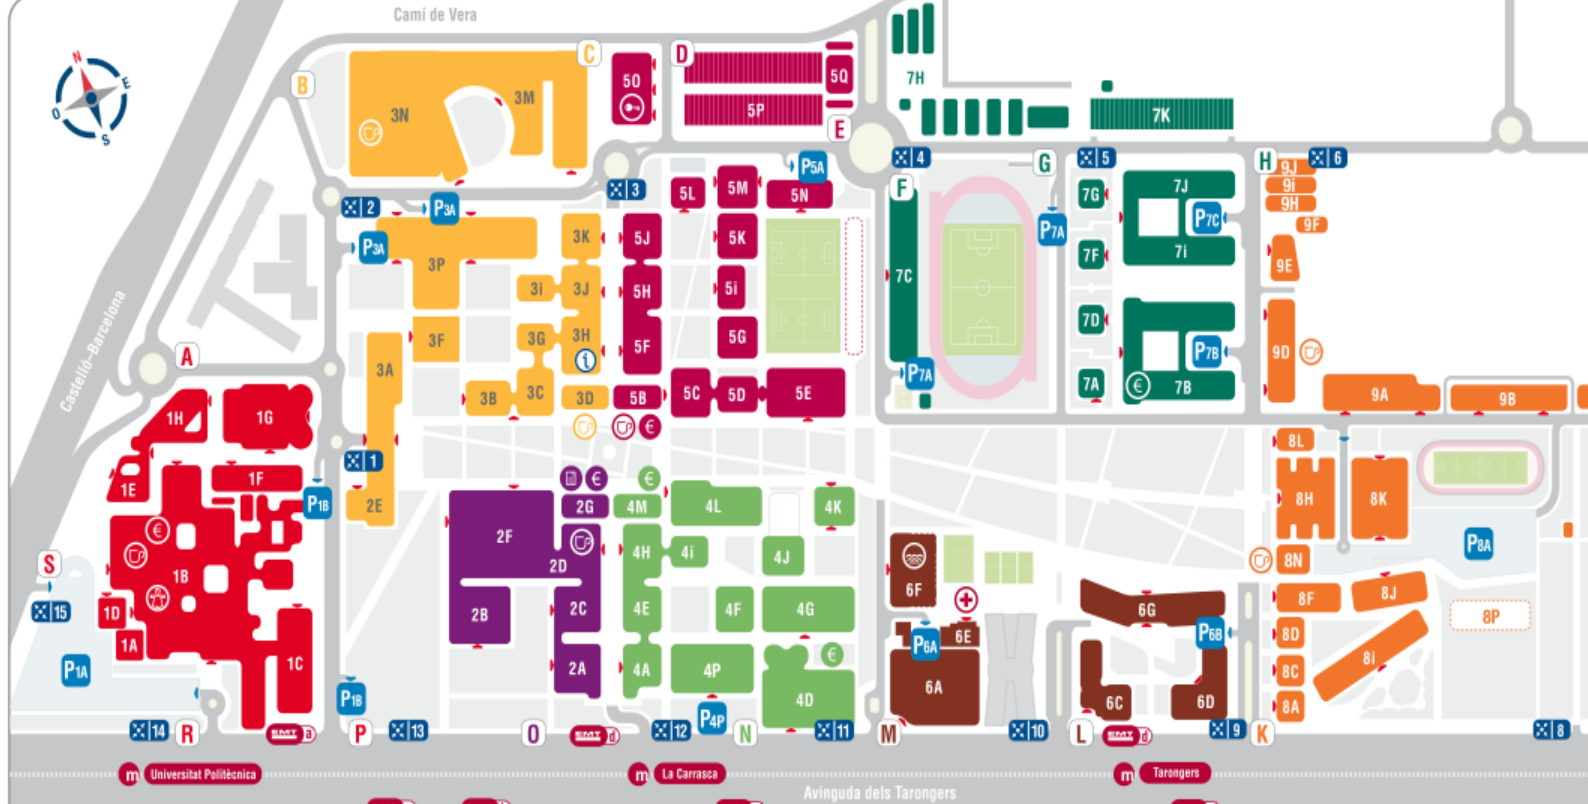 Camí de Vera
N
E
S
O
B
C
D
3N
3M
5O
5P
5Q
E
7H
7K
4
5
6
G
H
3
P5A
2
P3A
P3A
3P
3K
3i
3J
3G
3H
i
3F
3A
3B
3C
3D
5J
5H
5F
5B
€
5L
5M
5N
5K
5i
5G
5C
5D
5E
F
7C
P7A
P7A
7G
7F
7D
7A
7J
P7C
7i
P7B
7B
€
9J
9i
9H
9F
9E
9D
9A
9B
Castelló–Barcelona
A
1H
1G
1E
1F
€
1B
1D
1A
1C
P1B
P1B
1
2E
S
15
P1A
14
R
EMT a
P
13
€
2G
2F
2D
2B
2C
2A
O
EMT d
€
4M
4L
4K
4H
4i
4J
4E
4F
4G
4A
4P
€
4D
12
P4P
N
11
6F
6E
P6A
6A
M
10
6G
P6B
6C
6D
L
EMT d
9
K
8L
8H
8K
8N
P8A
8F
8J
8P
8D
8C
8i
8A
8
m Universitat Politècnica
m La Carrasca
m Tarongers
Avinguda dels Tarongers